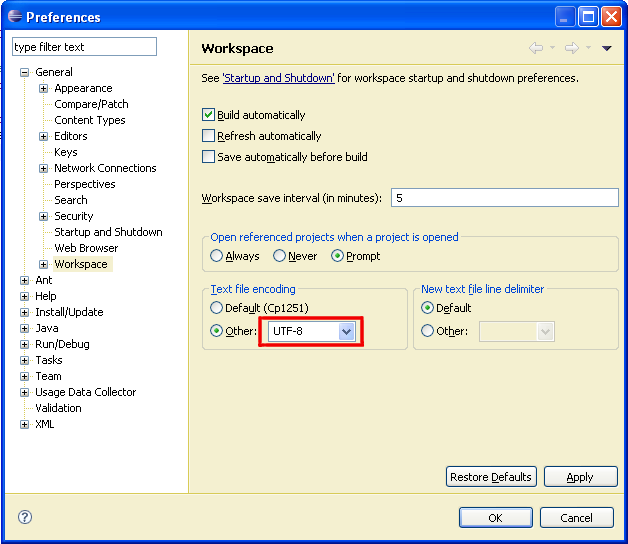 Preferences
type filter text
General
Appearance
Compare/Patch
Content Types
Editors
Keys
Network Connections
Perspectives
Search
Security
Startup and Shutdown
Web Browser
Workspace
Ant
Help
Install/Update
Java
Run/Debug
Tasks
Team
Usage Data Collector
Validation
XML
Workspace
See 'Startup and Shutdown' for workspace startup and shutdown preferences.
Build automatically
Refresh automatically
Save automatically before build
Workspace save interval (in minutes): 5
Open referenced projects when a project is opened
Always Never Prompt
Text file encoding
Default (Cp1251)
Other: UTF-8
New text file line delimiter
Default
Other:
Restore Defaults Apply
? OK Cancel